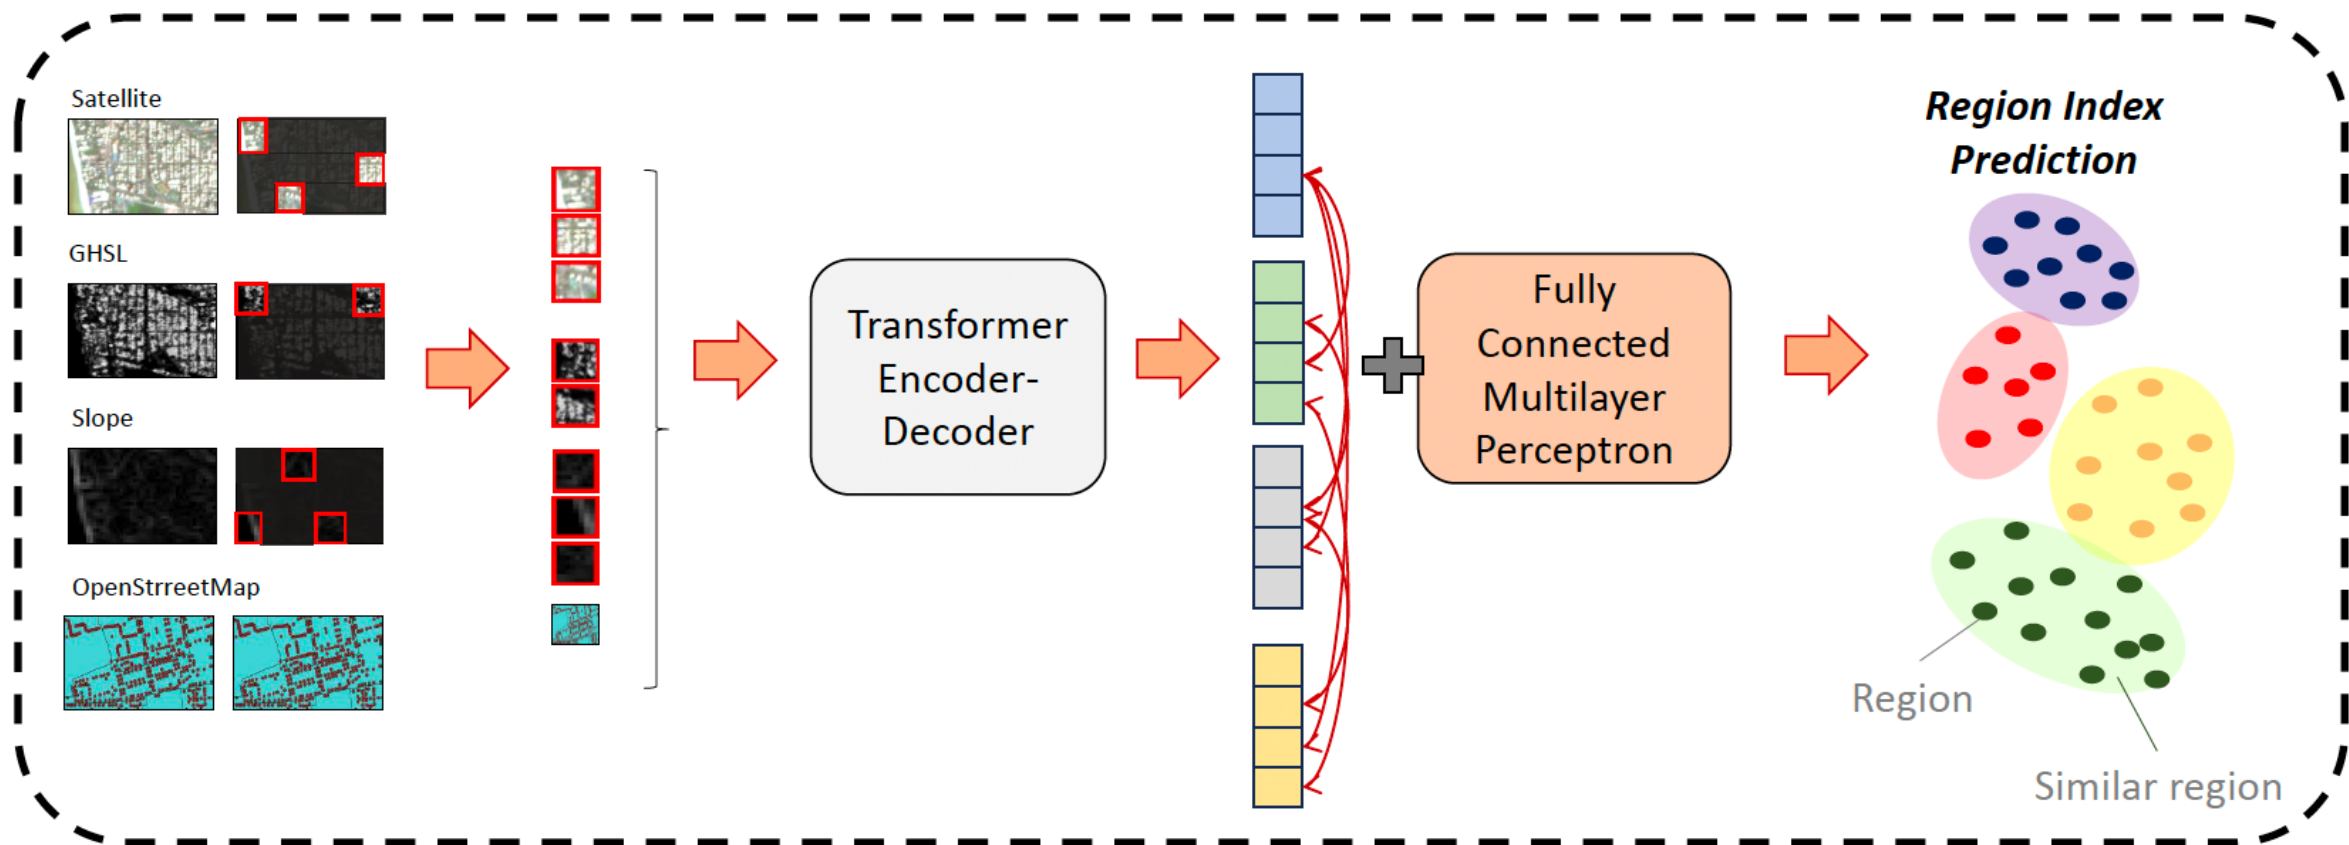 Satellite
GHSL
Slope
OpenStrreetMap
Transformer
Encoder-
Decoder
Fully
Connected
Multilayer
Perceptron
Region Index
Prediction
Region
Similar region